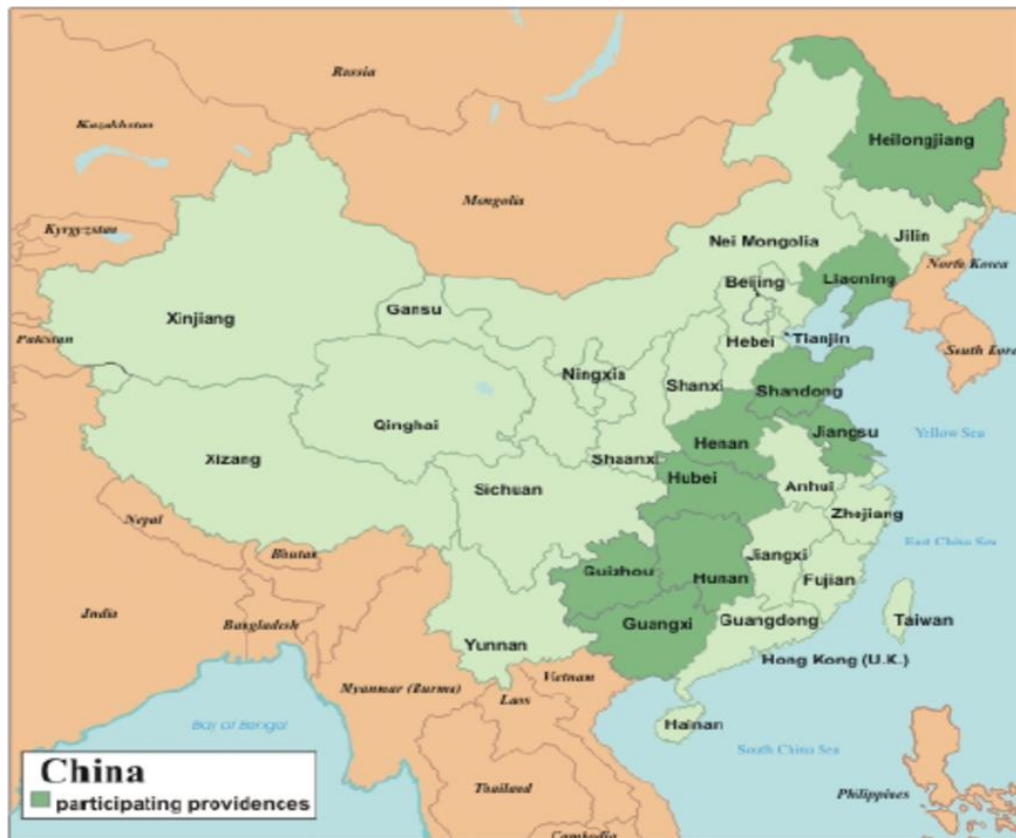 Russia
Kazakhstan
Heilongjiang
Mongolia
Kyrgyzstan
Jilin
Nei Mongolia
North Korea
Beijing
Liaoning
Gansu
Xinjiang
Pakistan
Hebei
Tianjin
South Korea
Ningxia
Shanxi
Shandong
Qinghai
Jiangsu
Yellow Sea
Henan
Xizang
Shaanxi
Hubei
Sichuan
Anhui
Zhejiang
Nepal
East China Sea
Bhutan
Jiangxi
Guizhou
Hunan
Fujian
India
Bangladesh
Guangxi
Guangdong
Taiwan
Yunnan
Hong Kong (U.K.)
Vietnam
Myanmar (Burma)
Laos
Bay of Bengal
Hainan
South China Sea
China
participating providences
Thailand
Philippines
Cambodia